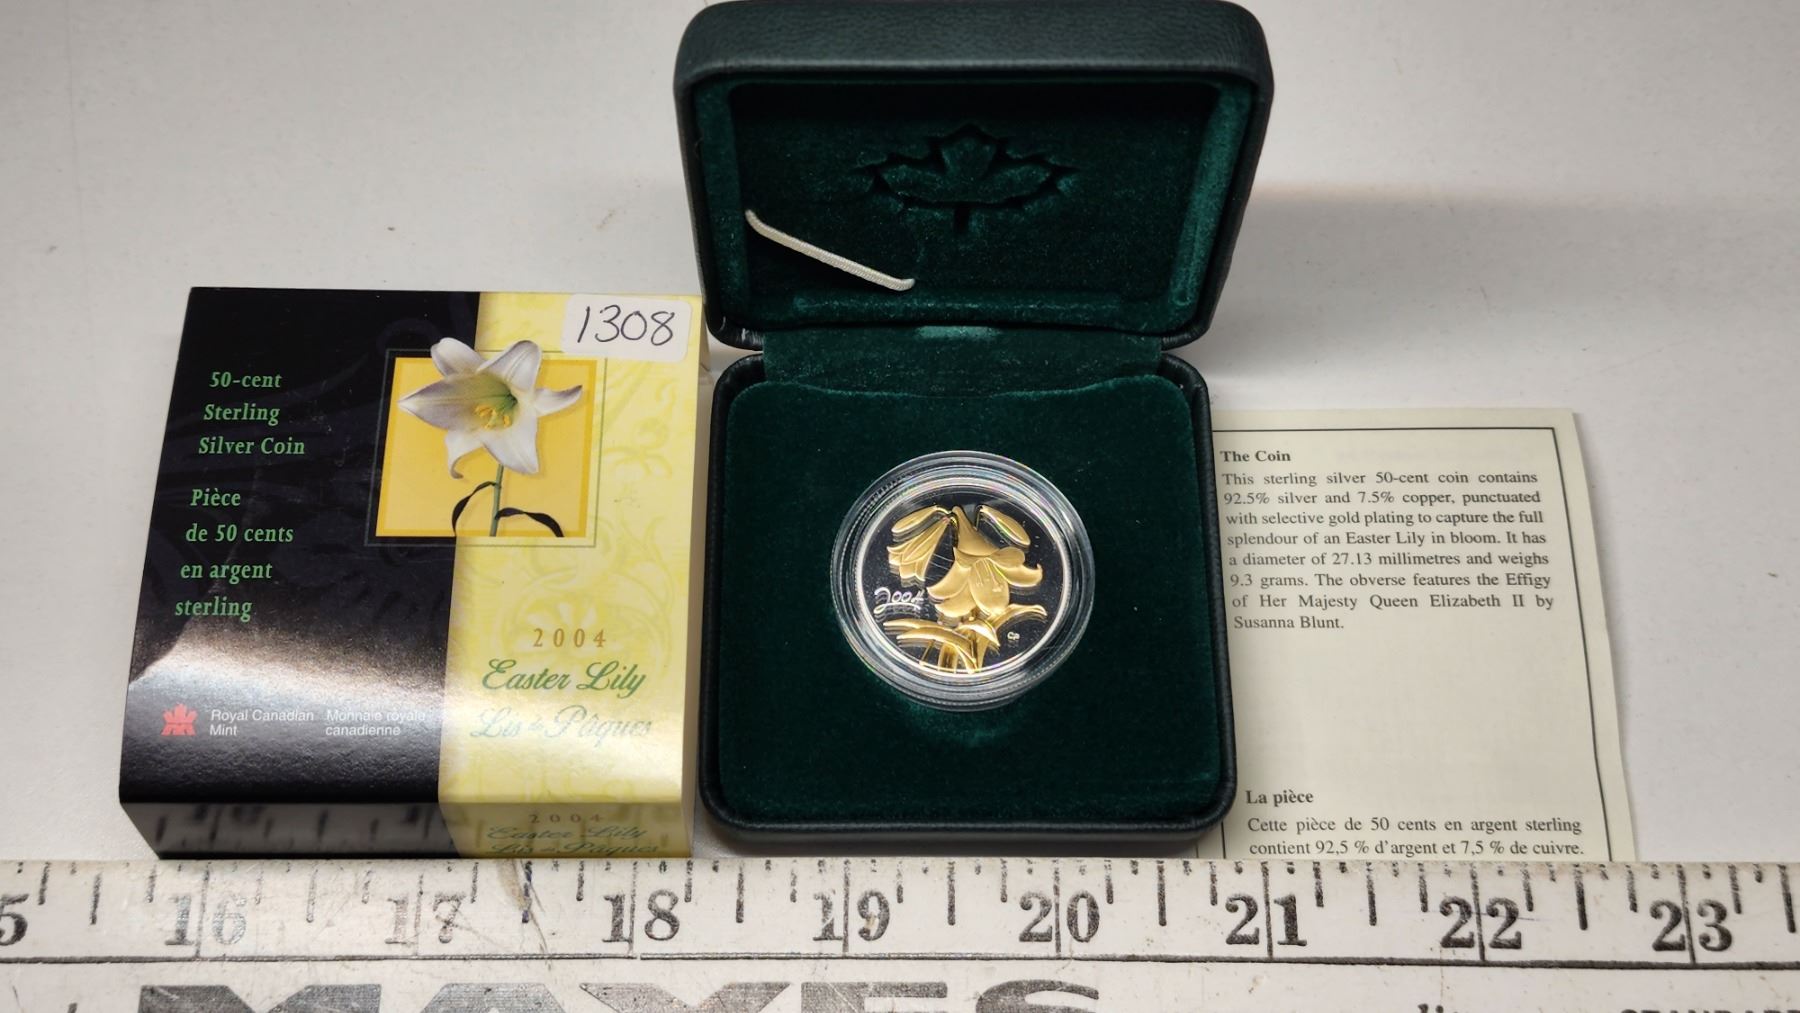 1308
50-cent
Sterling
Silver Coin
Pièce
de 50 cents
en argent
sterling
2004
Easter Lily
Lis de Pâques
Royal Canadian Mint
Monnaie royale canadienne
2004
Easter Lily
Lis de Pâques
2004
The Coin
This sterling silver 50-cent coin contains
92.5% silver and 7.5% copper, punctuated
with selective gold plating to capture the full
splendour of an Easter Lily in bloom. It has
a diameter of 27.13 millimetres and weighs
9.3 grams. The obverse features the Effigy
of Her Majesty Queen Elizabeth II by
Susanna Blunt.
La pièce
Cette pièce de 50 cents en argent sterling
contient 92,5 % d'argent et 7,5 % de cuivre.
5 16 17 18 19 20 21 22 23